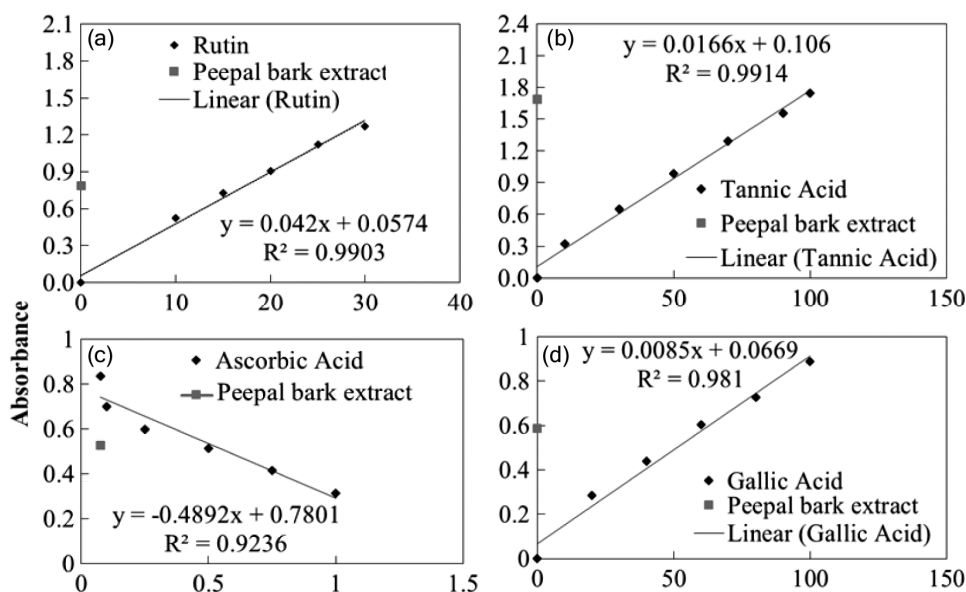 Absorbance
(a)
2.1
1.8
1.5
1.2
0.9
0.6
0.3
0.0
Rutin
Peepal bark extract
Linear (Rutin)
y = 0.042x + 0.0574
R² = 0.9903
0 10 20 30 40
(b)
2.4
2.1
1.8
1.5
1.2
0.9
0.6
0.3
0.0
y = 0.0166x + 0.106
R² = 0.9914
Tannic Acid
Peepal bark extract
Linear (Tannic Acid)
0 50 100 150
(c)
1
0.8
0.6
0.4
0.2
0
Ascorbic Acid
Peepal bark extract
y = -0.4892x + 0.7801
R² = 0.9236
0 0.5 1 1.5
(d)
1
0.8
0.6
0.4
0.2
0
y = 0.0085x + 0.0669
R² = 0.981
Gallic Acid
Peepal bark extract
Linear (Gallic Acid)
0 50 100 150